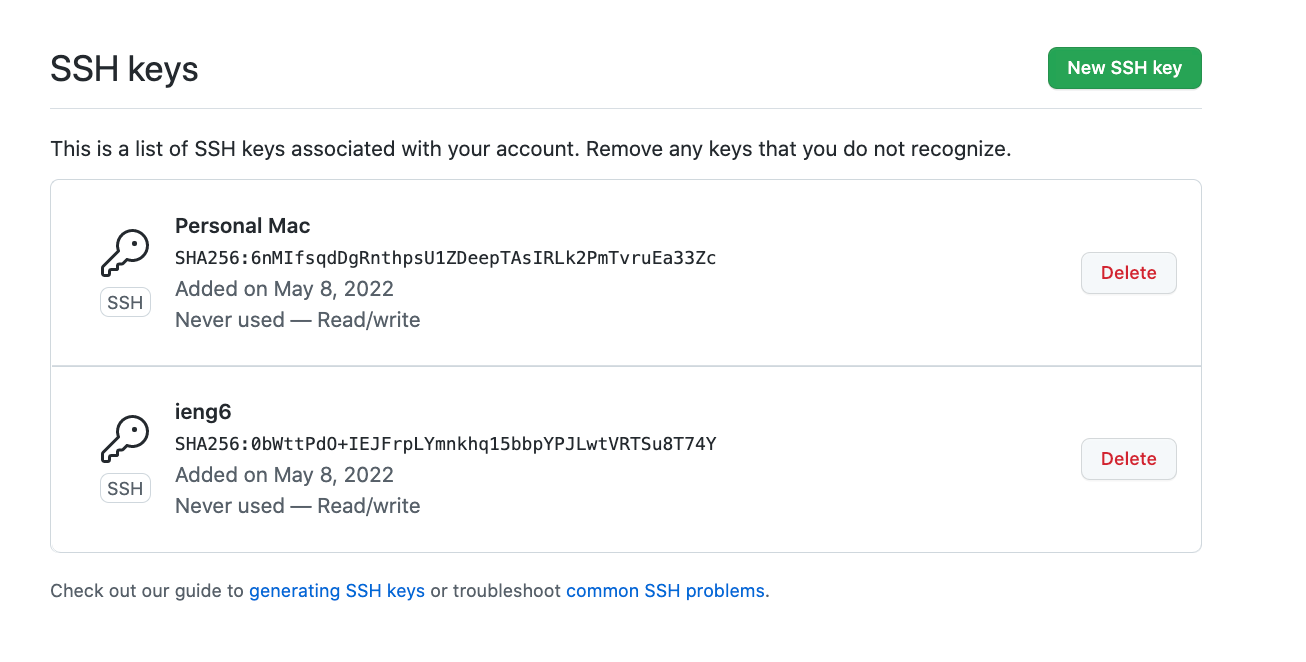 SSH keys
New SSH key
This is a list of SSH keys associated with your account. Remove any keys that you do not recognize.
Personal Mac
SHA256:6nMIfsqdDgRnthpsU1ZDeepTAsIRLk2PmTvruEa33Zc
Added on May 8, 2022
Never used — Read/write
SSH
Delete
ieng6
SHA256:0bWttPdO+IEJFrpLYmnkhq15bbpYPJLwtVRTSu8T74Y
Added on May 8, 2022
Never used — Read/write
SSH
Delete
Check out our guide to generating SSH keys or troubleshoot common SSH problems.